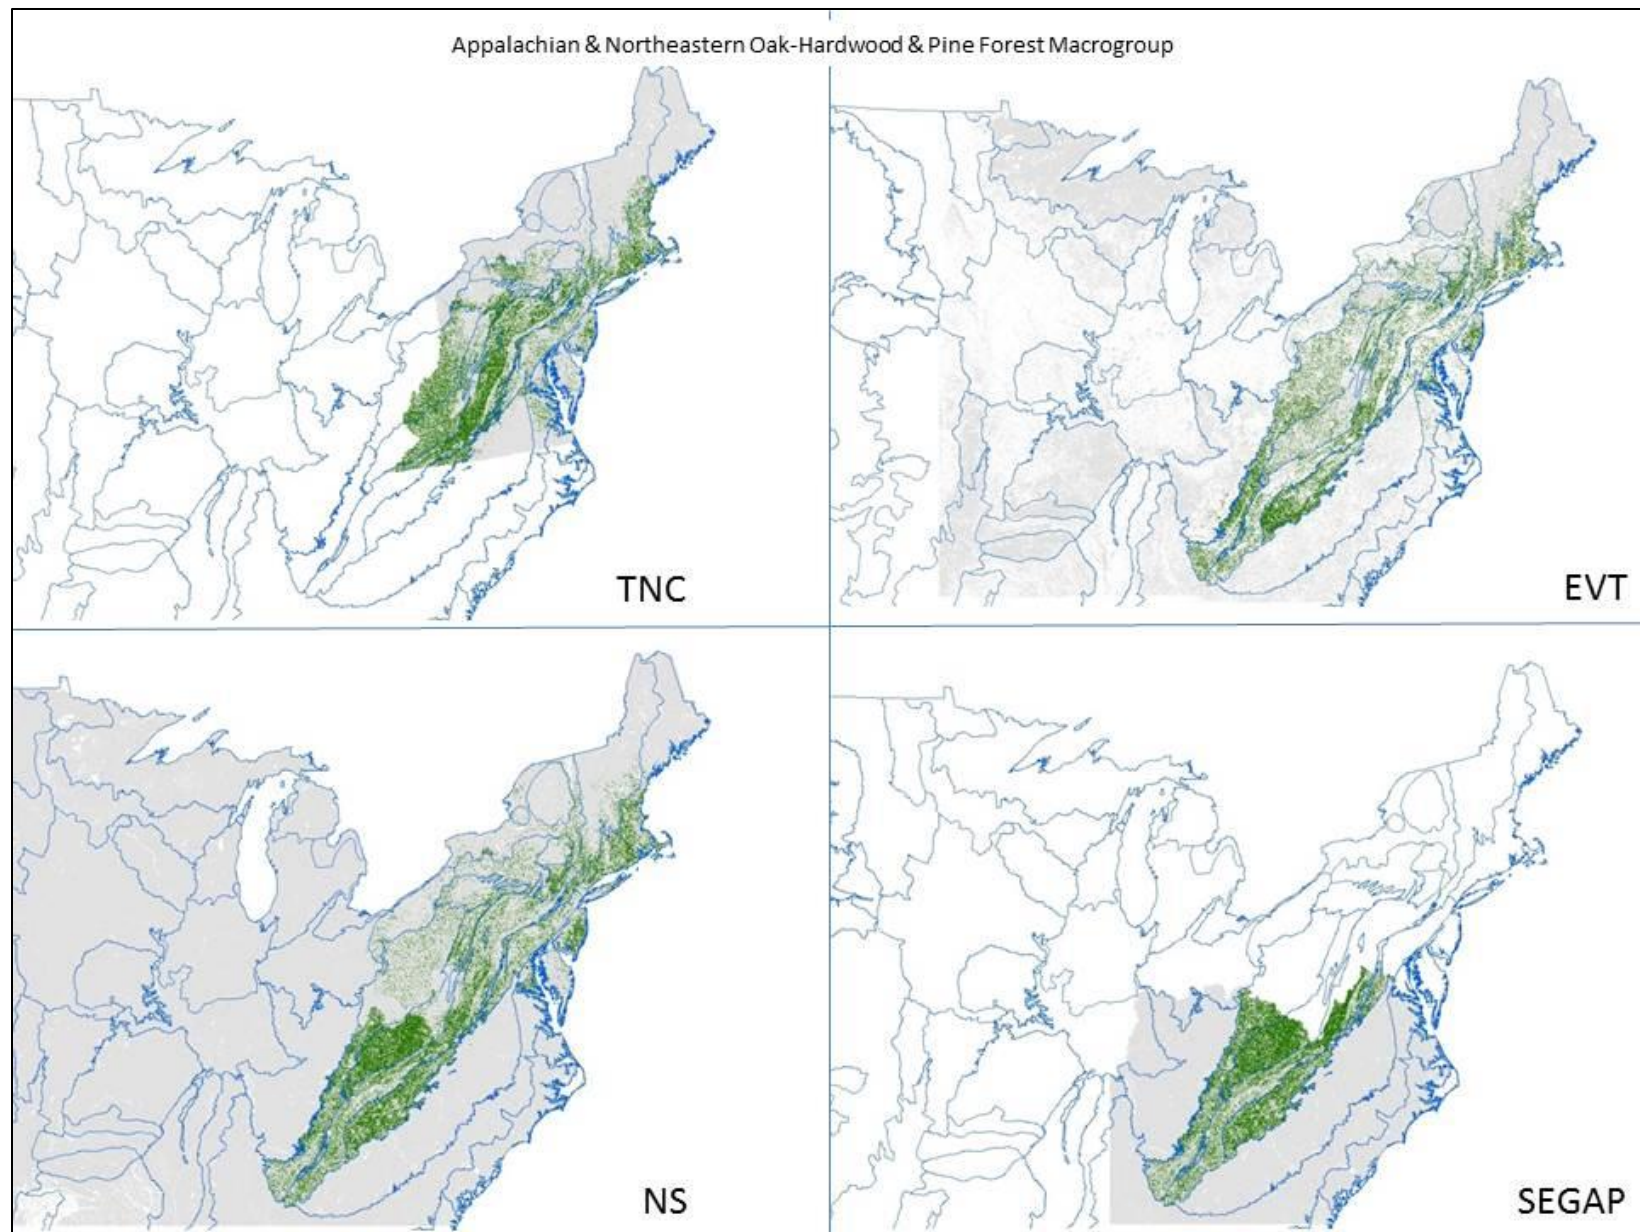 Appalachian & Northeastern Oak-Hardwood & Pine Forest Macrogroup
TNC
EVT
NS
SEGAP